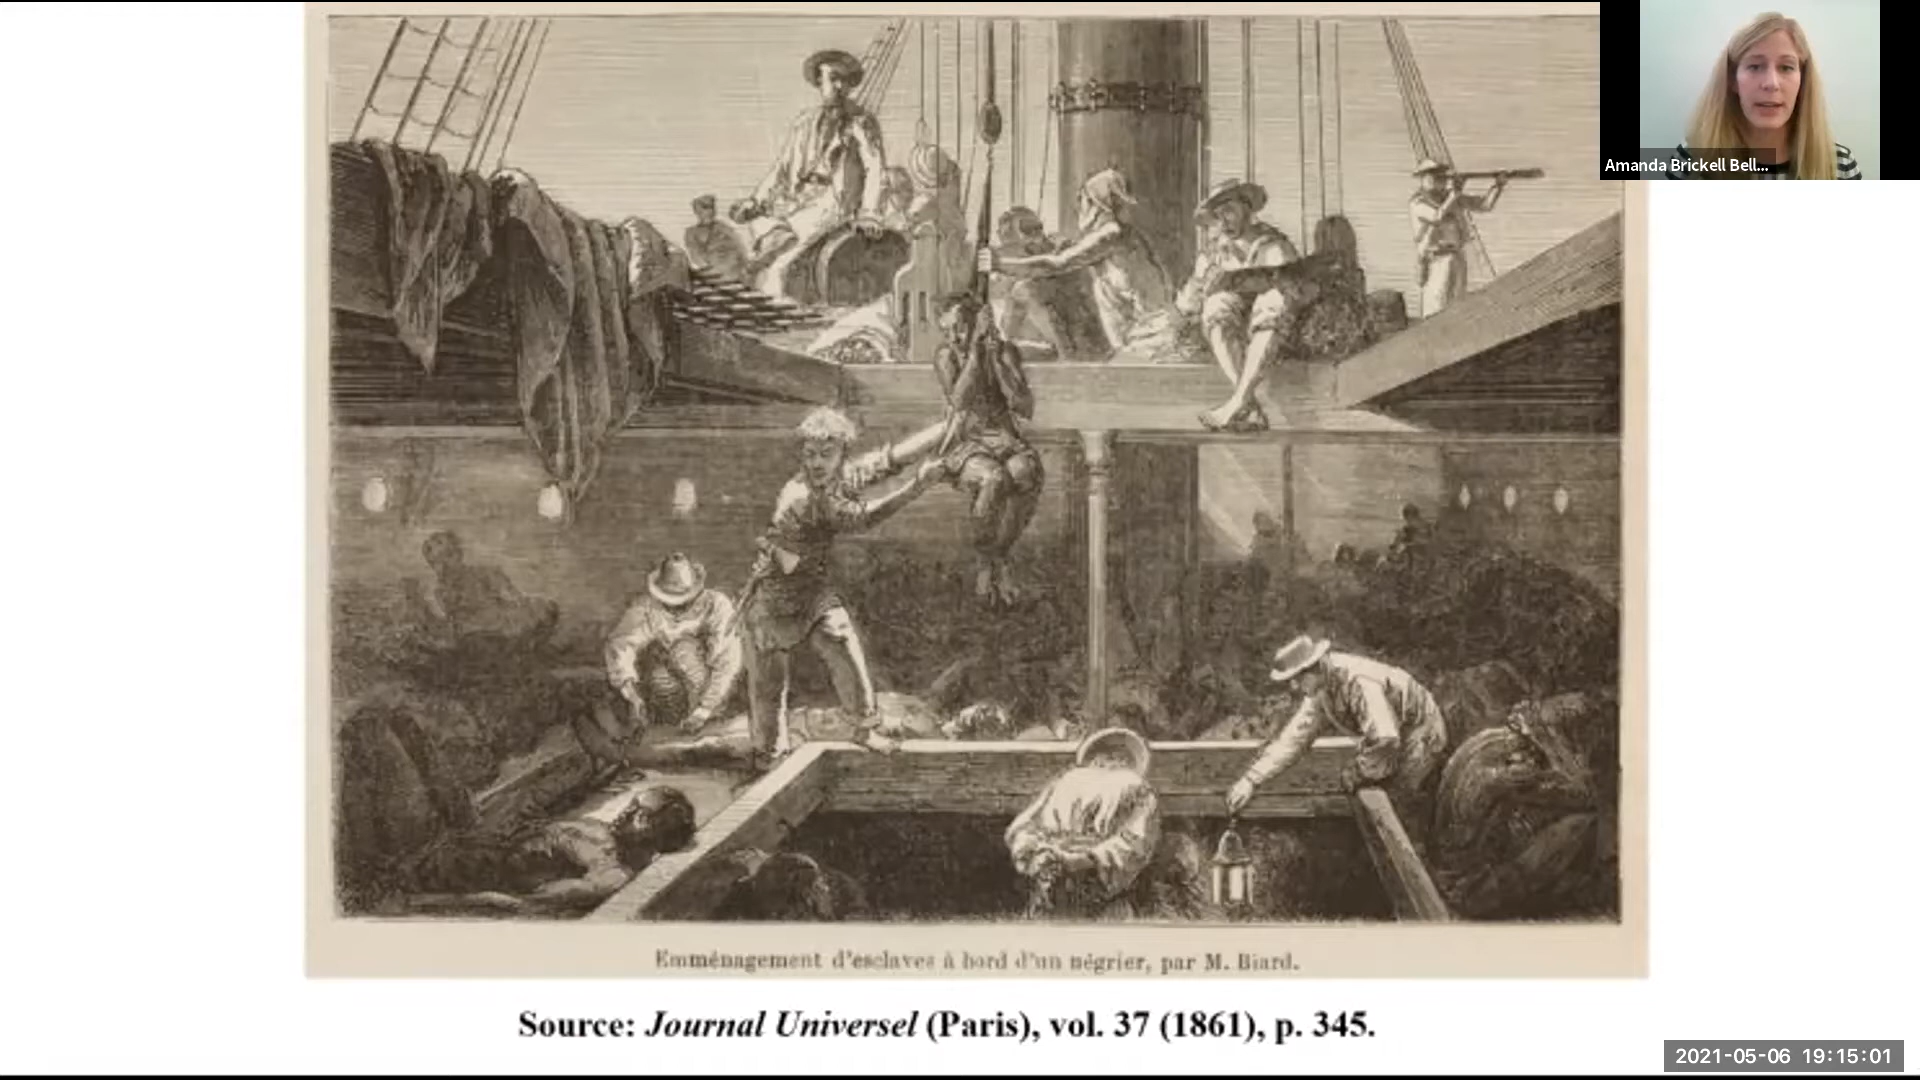 Amanda Brickell Bell...
Emménagement d'esclaves à bord d'un négrier, par M. Biard.
Source: Journal Universel (Paris), vol. 37 (1861), p. 345.
2021-05-06 19:15:01